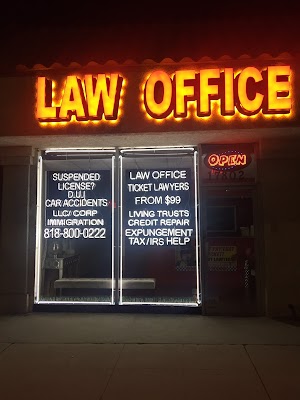 LAW OFFICE
OPEN
SUSPENDED
LICENSE?
D.U.I
CAR ACCIDENTS
LLC/ CORP
IMMIGRATION
818-800-0222
LAW OFFICE
TICKET LAWYERS
FROM $99
LIVING TRUSTS
CREDIT REPAIR
EXPUNGEMENT
TAX/IRS HELP